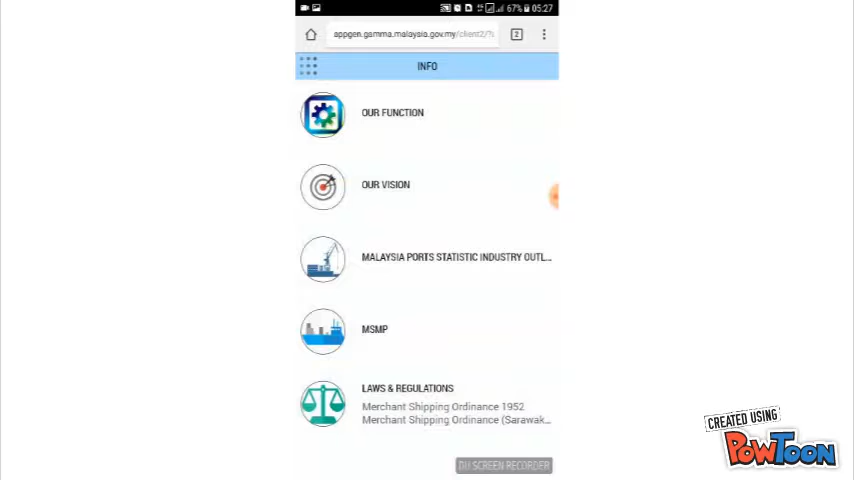 67% 05:27
appgen.gamma.malaysia.gov.my/client2/?
2
INFO
OUR FUNCTION
OUR VISION
MALAYSIA PORTS STATISTIC INDUSTRY OUTL...
MSMP
LAWS & REGULATIONS
Merchant Shipping Ordinance 1952
Merchant Shipping Ordinance (Sarawak...
DU SCREEN RECORDER
CREATED USING
POWTOON